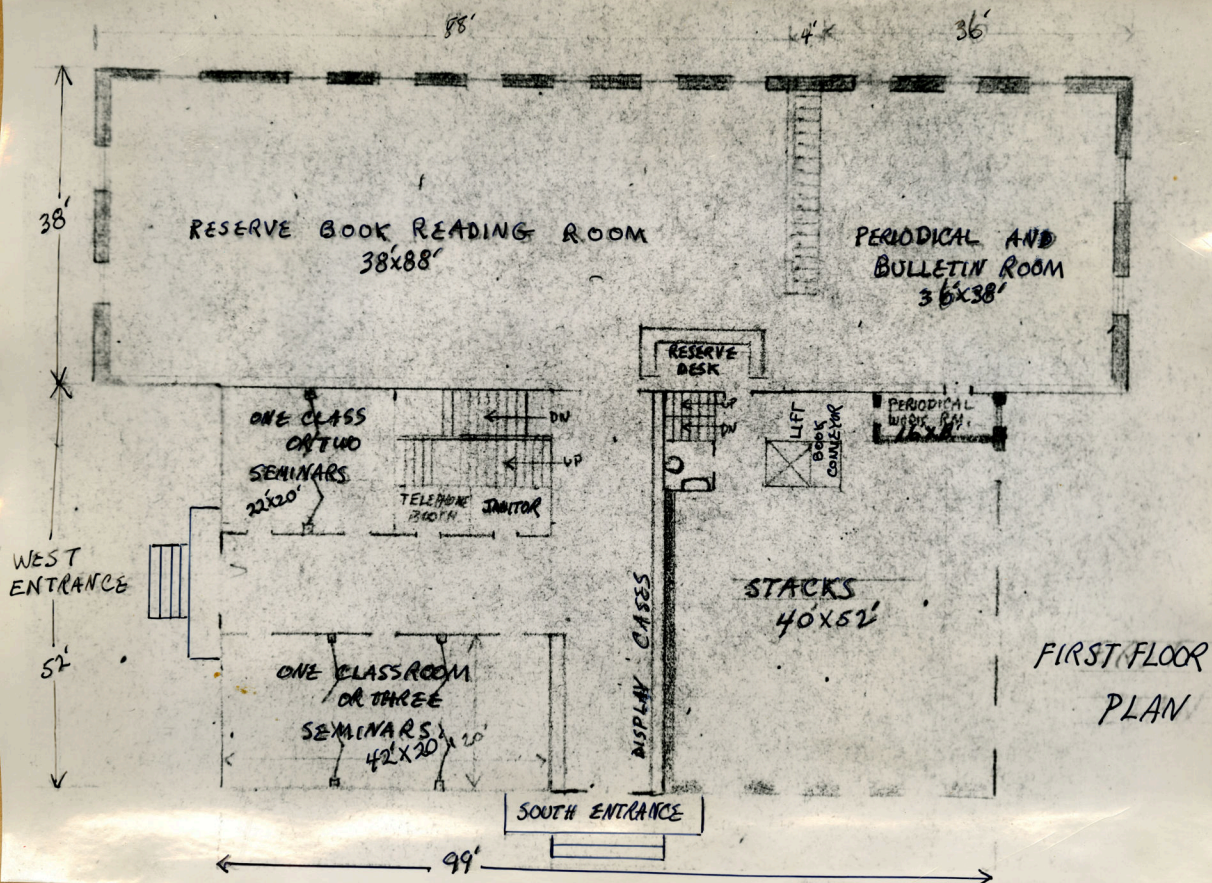 88'
4'
36'
38'
RESERVE BOOK READING ROOM
38'x88'
PERIODICAL AND
BULLETIN ROOM
36'x38'
RESERVE
DESK
ONE CLASS
OR TWO
SEMINARS
22'x20'
DN
UP
TELEPHONE
BOOTH
JANITOR
UP
DN
LIFT
BOOK
CONVEYOR
PERIODICAL
WORK RM.
WEST
ENTRANCE
52'
DISPLAY CASES
STACKS
40'X52'
ONE CLASSROOM
OR THREE
SEMINARS
42'X20'
20'
FIRST FLOOR
PLAN
SOUTH ENTRANCE
99'